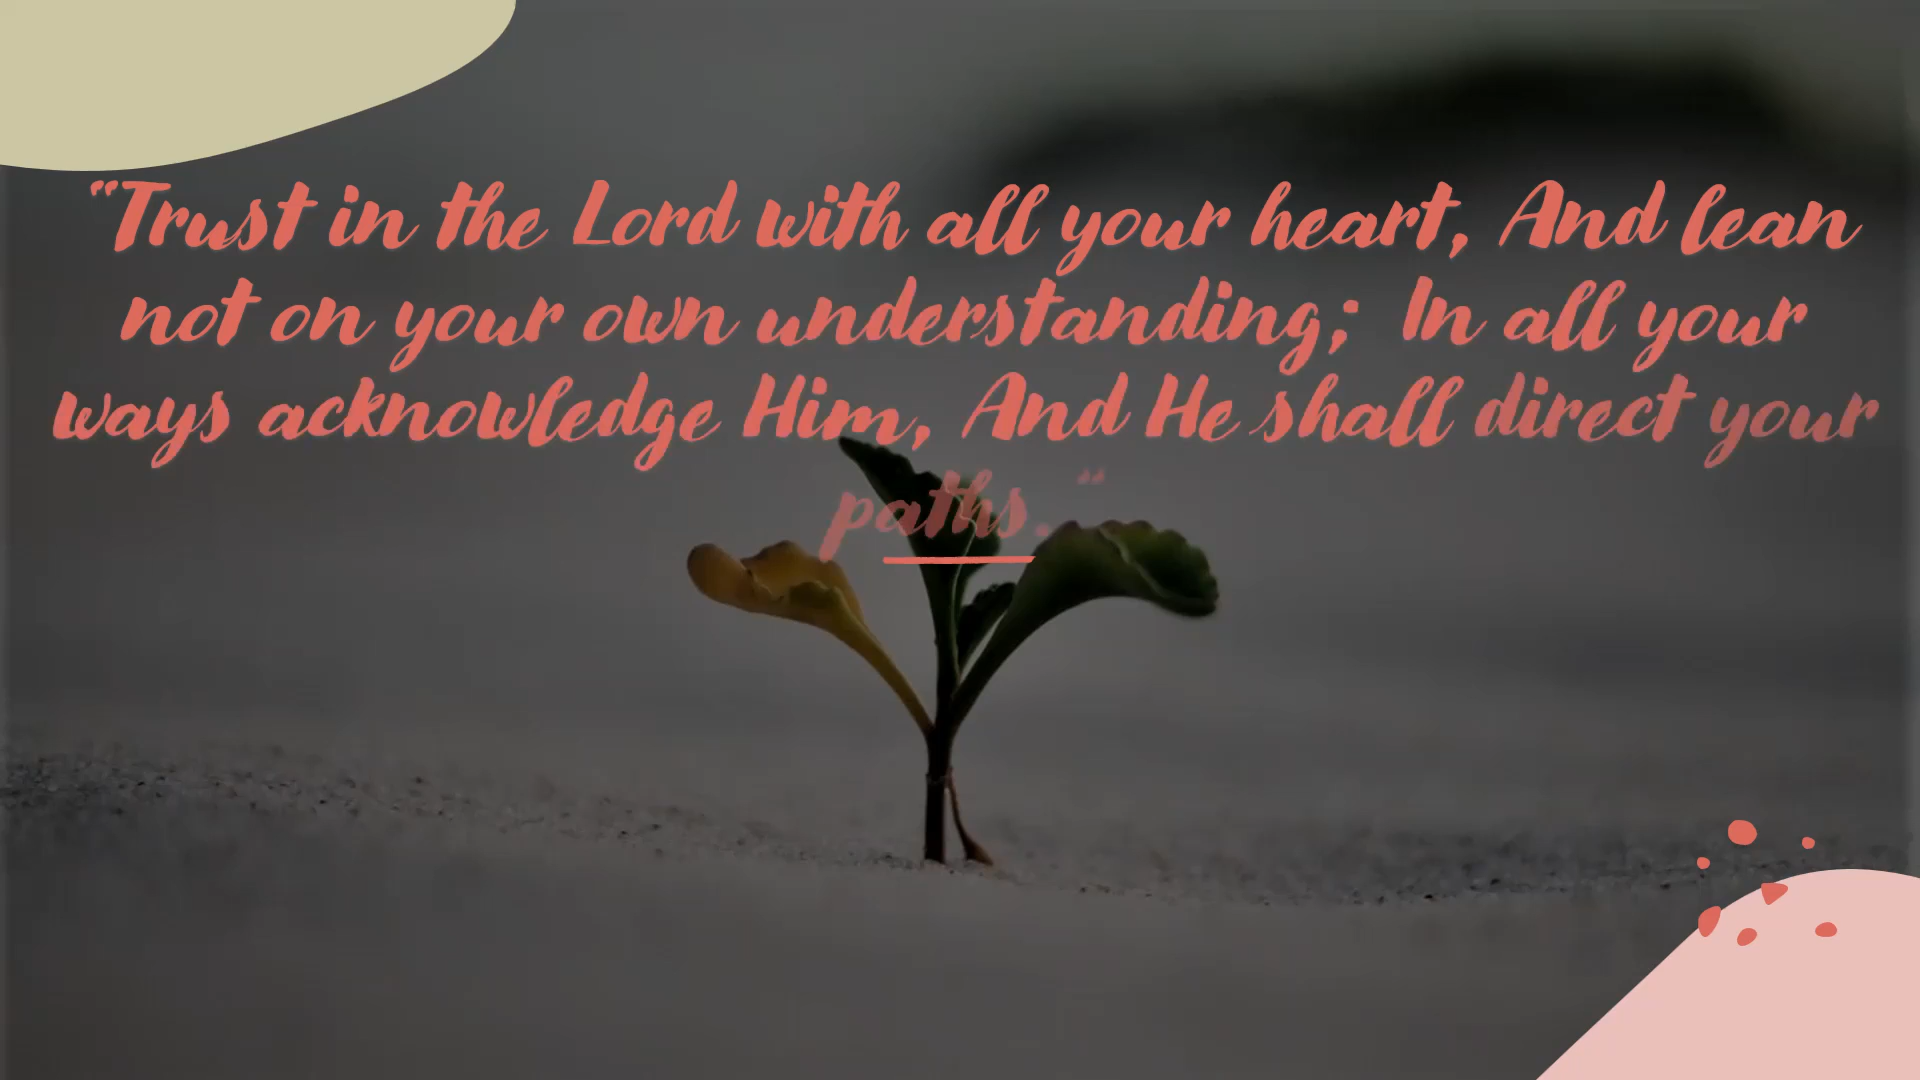 “Trust in the Lord with all your heart, And lean
not on your own understanding;  In all your
ways acknowledge Him, And He shall direct your
paths.”